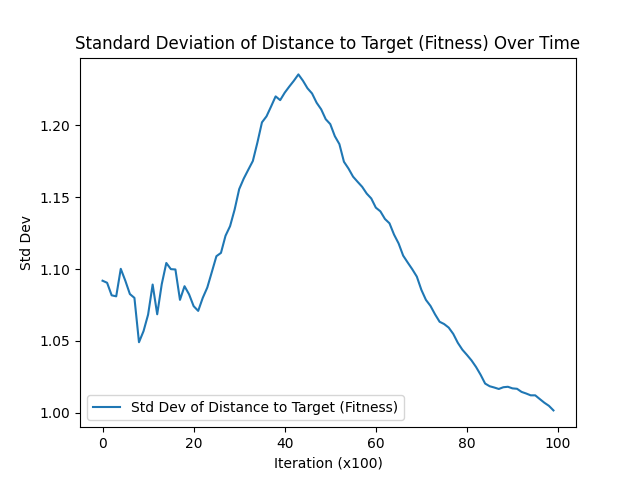 Standard Deviation of Distance to Target (Fitness) Over Time
Std Dev
1.20
1.15
1.10
1.05
1.00
Std Dev of Distance to Target (Fitness)
0 20 40 60 80 100
Iteration (x100)